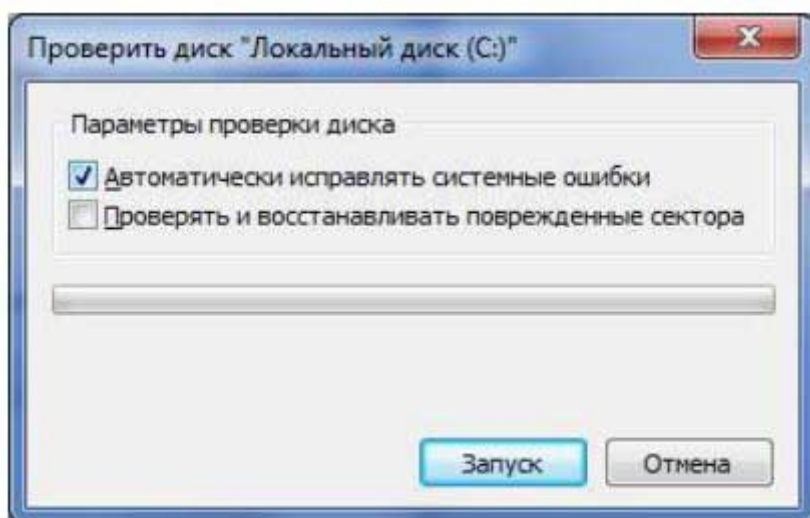 Проверить диск "Локальный диск (C:)"
Параметры проверки диска
Автоматически исправлять системные ошибки
Проверять и восстанавливать поврежденные сектора
Запуск
Отмена